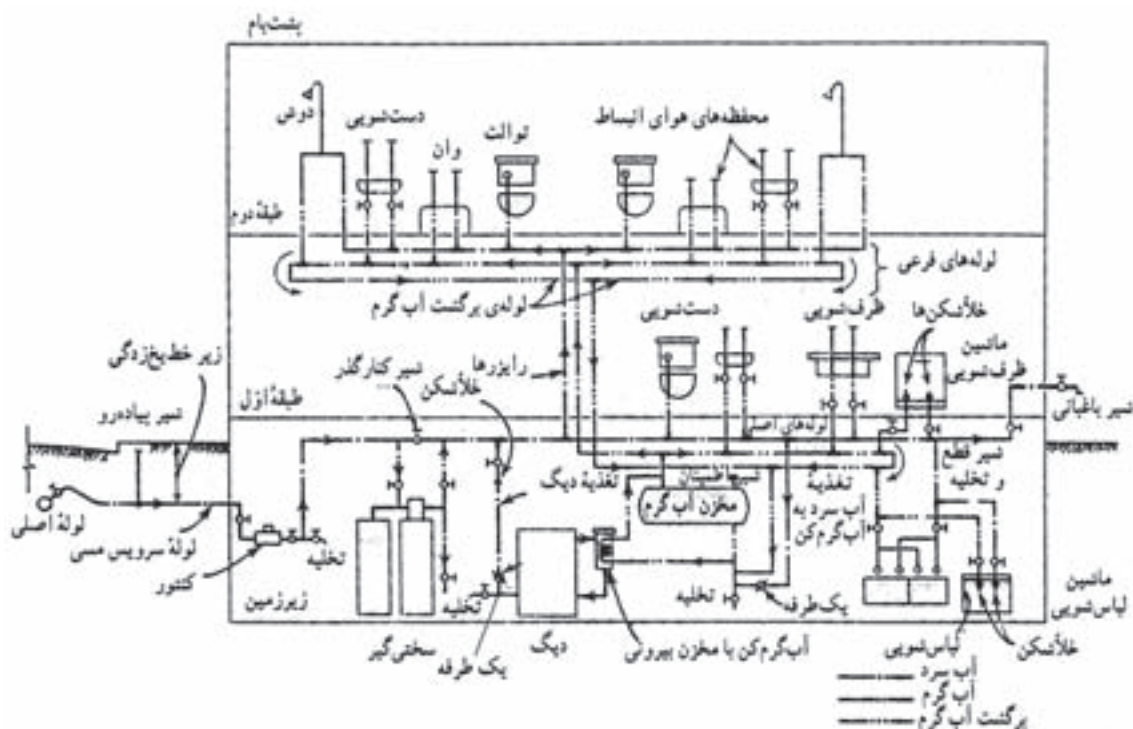 پشت‌بام
دوش
دست‌شویی
وان
توالت
محفظه‌های هوای انبساط
طبقهٔ دوم
لوله‌های فرعی
لوله‌ی برگشت آب گرم
دست‌شویی
ظرف‌شویی
خلأشکن‌ها
ماشین
ظرف‌شویی
رایزرها
شیر کنارگذر
خلأشکن
زیر خط یخ‌زدگی
مسیر پیاده‌رو
طبقهٔ اول
شیر باغبانی
لوله‌های اصلی
شیر قطع
و تخلیه
تغذیهٔ دیگ
شیر اطمینان
مخزن آب گرم
تغذیهٔ
آب سرد به
آب‌گرم‌کن
لولهٔ اصلی
لولهٔ سرویس مسی
کنتور
تخلیه
زیرزمین
تخلیه
تخلیه
یک‌طرفه
ماشین
لباس‌شویی
سختی‌گیر
یک طرفه
دیگ
آب‌گرم‌کن با مخزن بیرونی
لباس‌شویی
خلأشکن
آب سرد
آب گرم
برگشت آب گرم